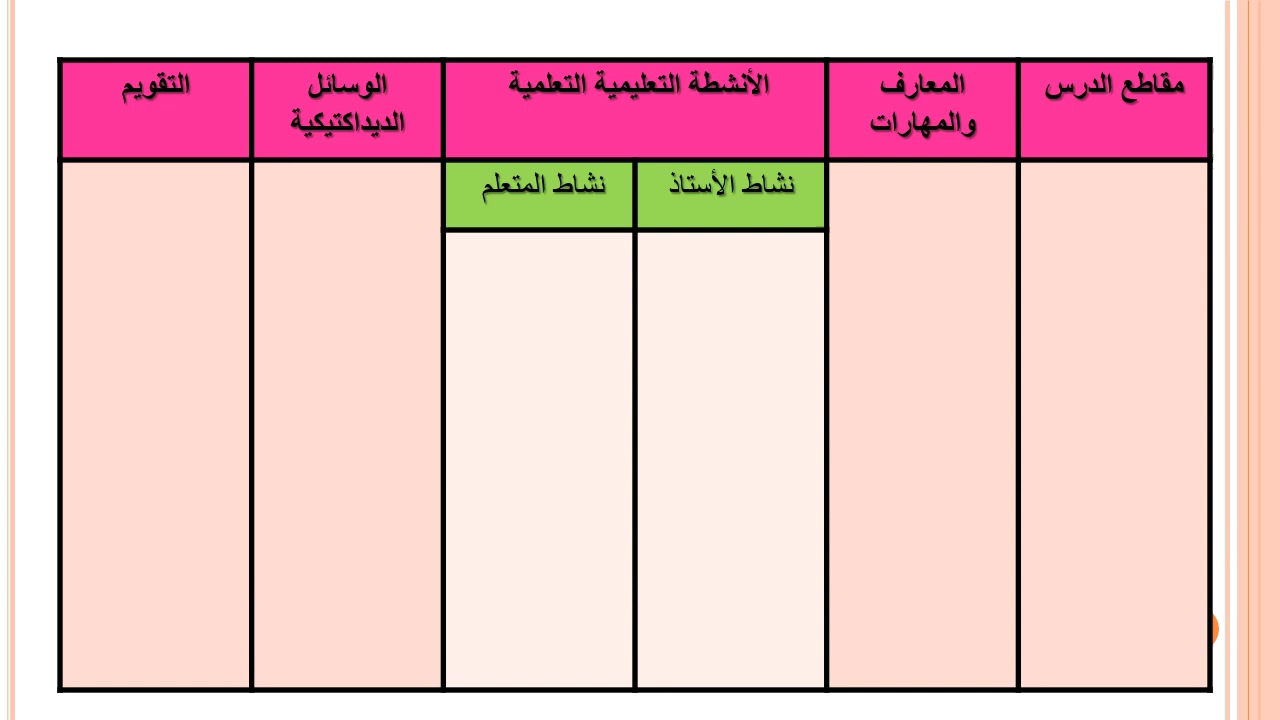 مقاطع الدرس
المعارف
والمهارات
الأنشطة التعليمية التعلمية
الوسائل
الديداكتيكية
التقويم
نشاط الأستاذ
نشاط المتعلم